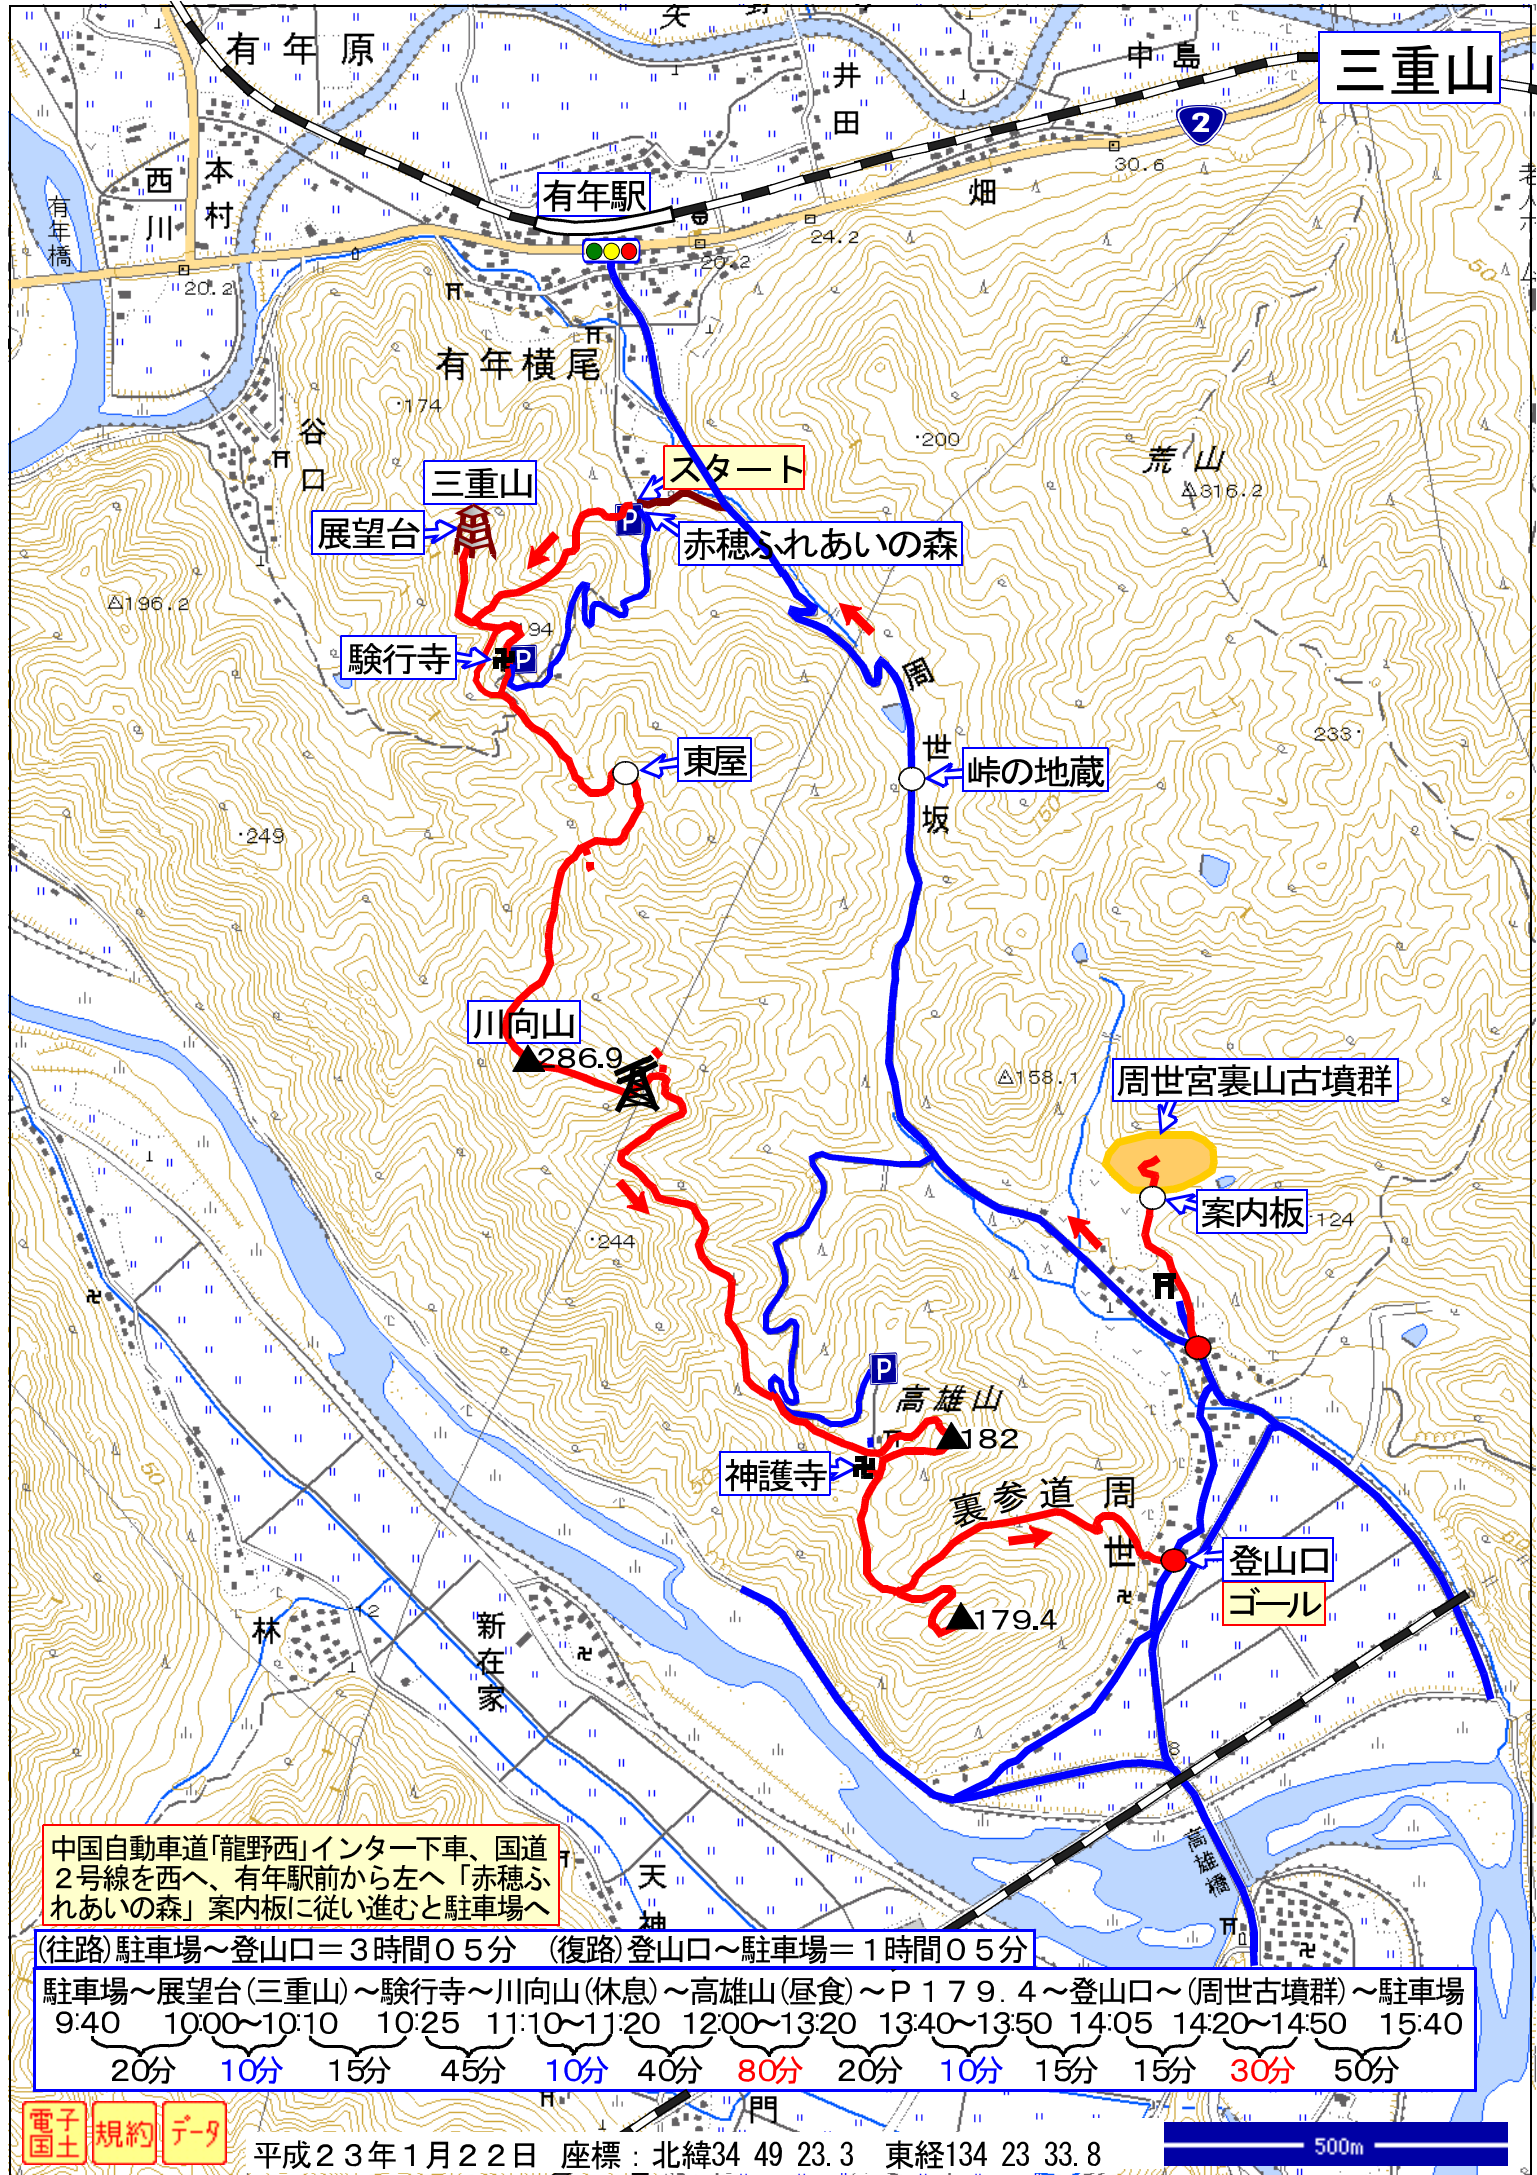 三重山
有年原
矢野
井田
中島
2
30.6
畑
24.2
20.2
有年駅
本村
西川
有年橋
20.2
有年横尾
・174
谷口
・200
荒山
316.2
スタート
三重山
展望台
赤穂ふれあいの森
P
196.2
194
験行寺
P
周世坂
233・
東屋
峠の地蔵
50
・249
50
川向山
286.9
158.1
周世宮裏山古墳群
案内板
・124
・244
P
高雄山
182
神護寺
裏参道
周世
登山口
ゴール
179.4
50
50
林
12
新在家
8
高雄橋
天神
門
中国自動車道｢龍野西｣インター下車、国道
２号線を西へ、有年駅前から左へ「赤穂ふ
れあいの森」案内板に従い進むと駐車場へ
(往路)駐車場～登山口＝３時間０５分　(復路)登山口～駐車場＝１時間０５分
駐車場～展望台(三重山)～験行寺～川向山(休息)～高雄山(昼食)～Ｐ１７９.４～登山口～(周世古墳群)～駐車場
9:40 10:00～10:10 10:25 11:10～11:20 12:00～13:20 13:40～13:50 14:05 14:20～14:50 15:40
20分 10分 15分 45分 10分 40分 80分 20分 10分 15分 15分 30分 50分
電子国土
規約
データ
平成２３年１月２２日 座標：北緯34 49 23.3 東経134 23 33.8
500m